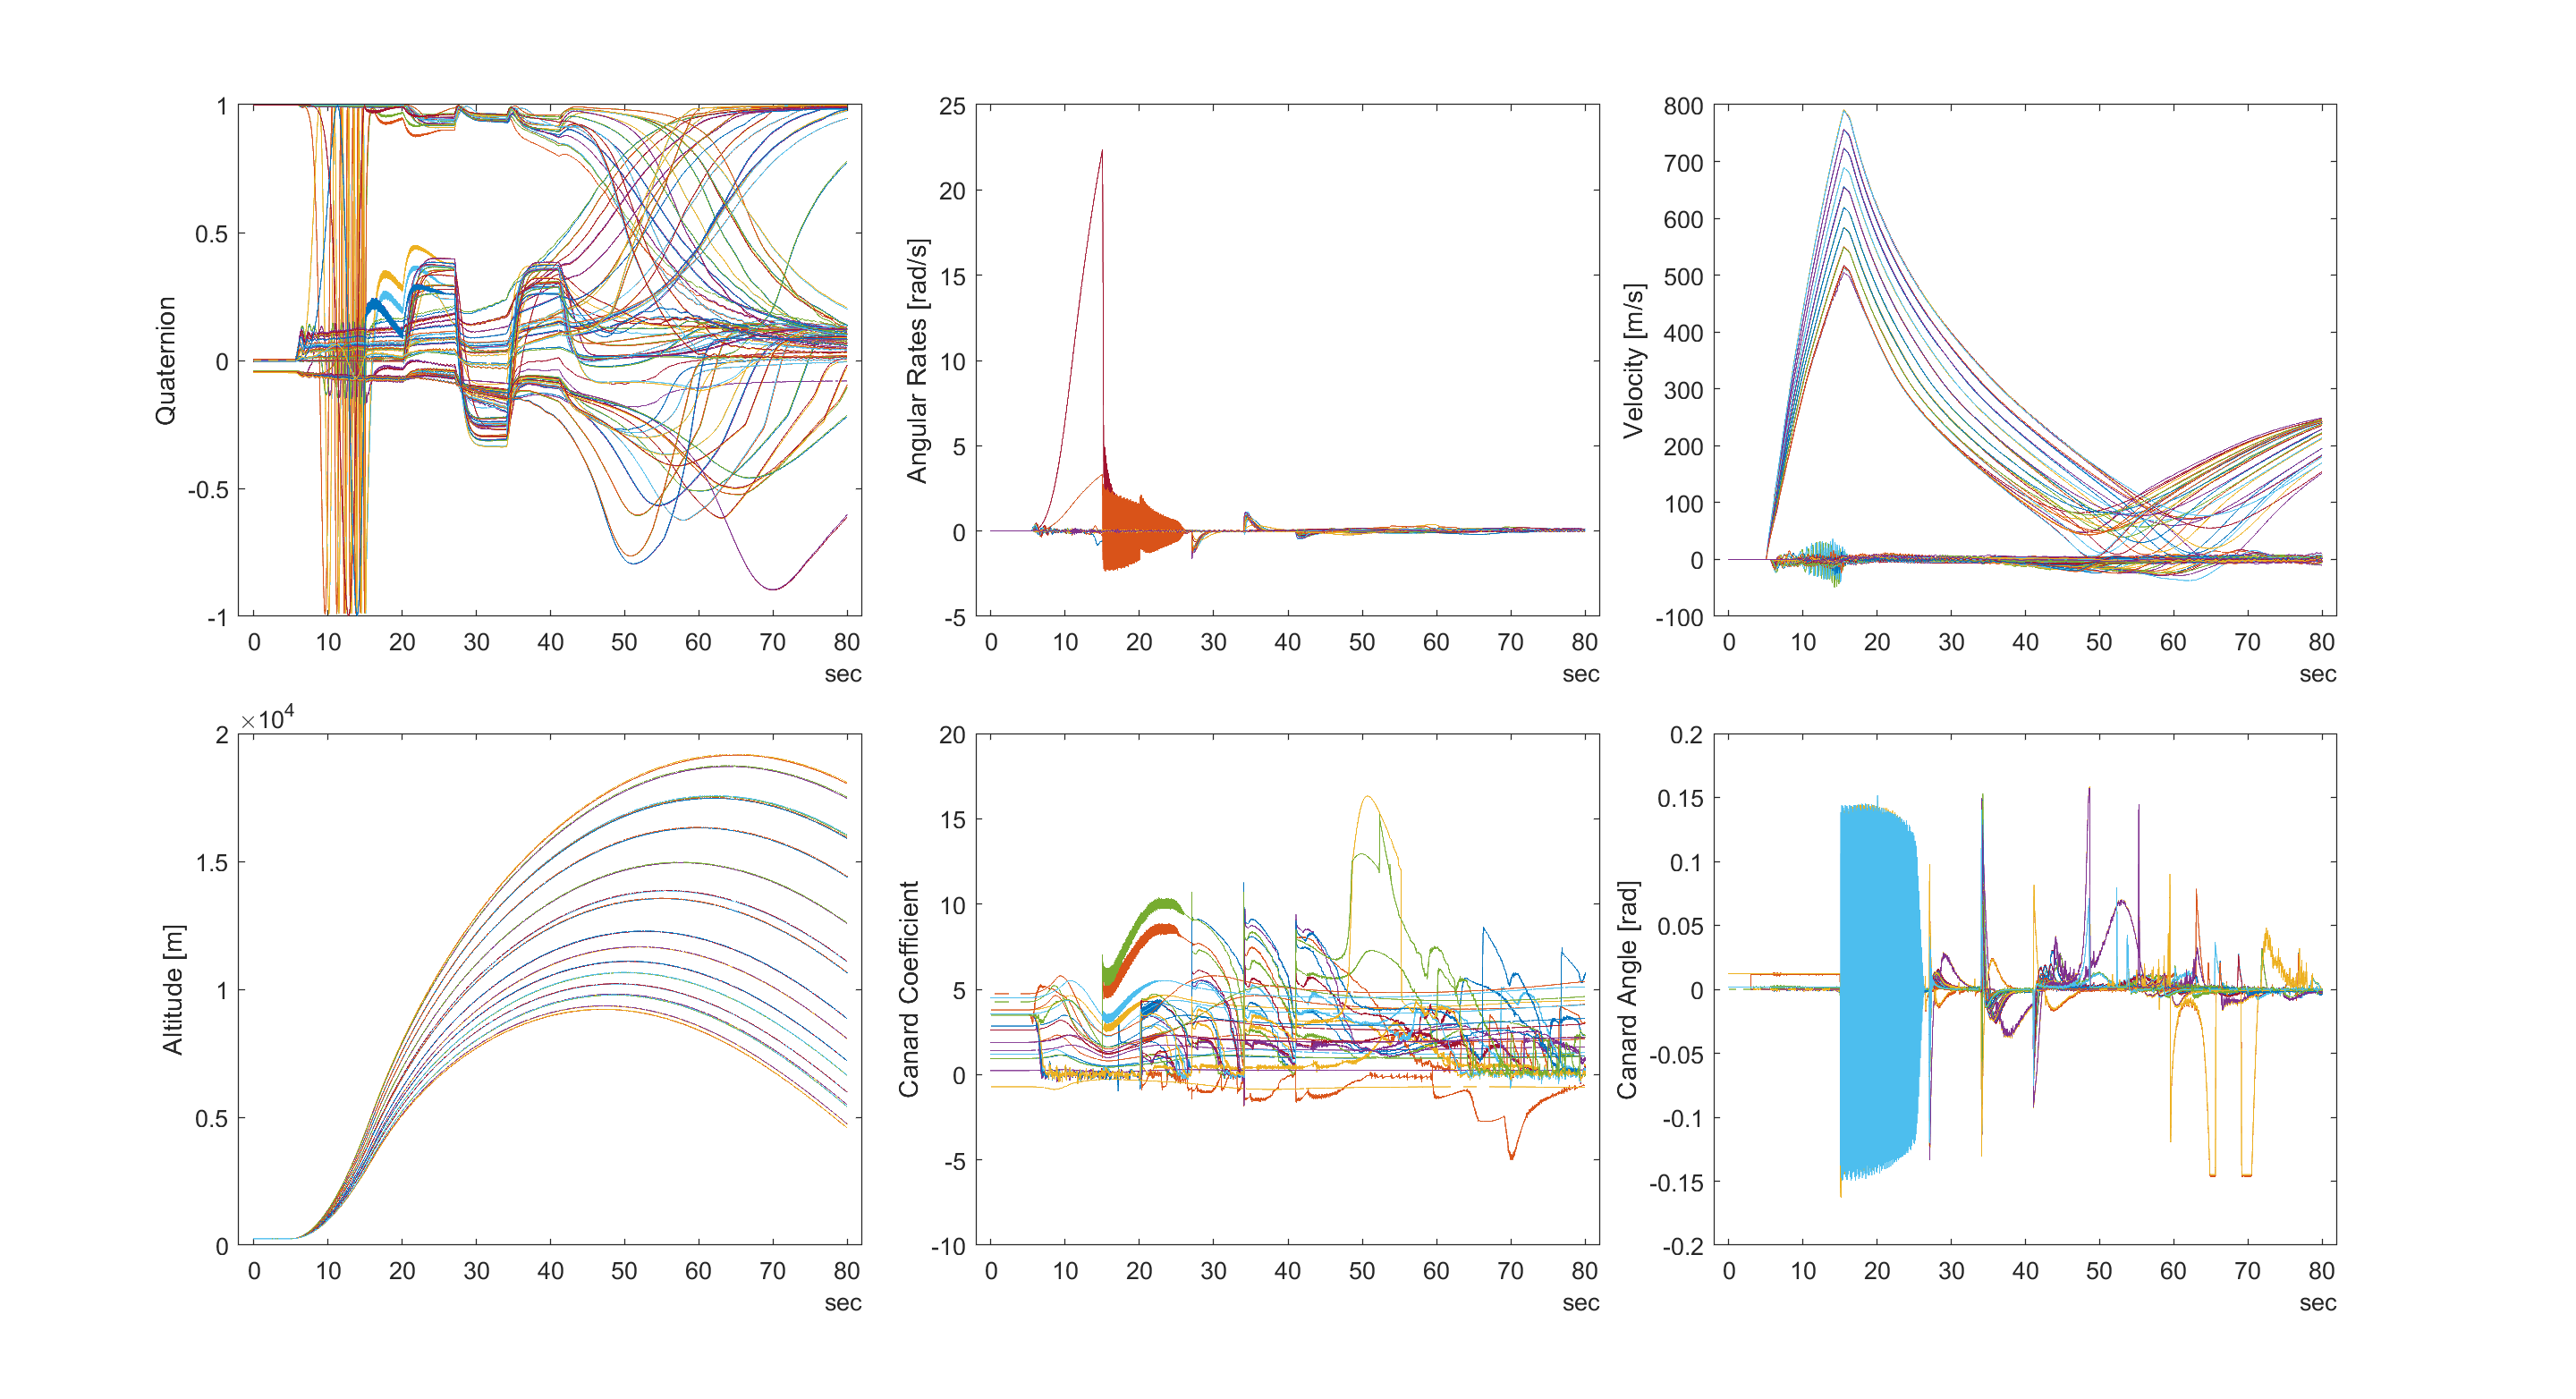 1
0.5
0
-0.5
-1
Quaternion
0 10 20 30 40 50 60 70 80
sec
25
20
15
10
5
0
-5
Angular Rates [rad/s]
0 10 20 30 40 50 60 70 80
sec
800
700
600
500
400
300
200
100
0
-100
Velocity [m/s]
0 10 20 30 40 50 60 70 80
sec
×10^4
2
1.5
1
0.5
0
Altitude [m]
0 10 20 30 40 50 60 70 80
sec
20
15
10
5
0
-5
-10
Canard Coefficient
0 10 20 30 40 50 60 70 80
sec
0.2
0.15
0.1
0.05
0
-0.05
-0.1
-0.15
-0.2
Canard Angle [rad]
0 10 20 30 40 50 60 70 80
sec